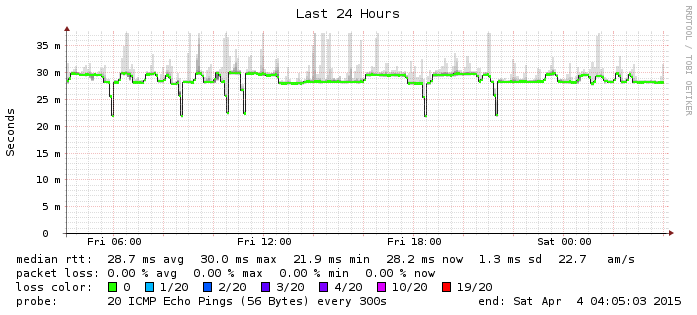 Last 24 Hours
RRDTOOL / TOBI OETIKER
Seconds
35 m
30 m
25 m
20 m
15 m
10 m
5 m
0
Fri 06:00 Fri 12:00 Fri 18:00 Sat 00:00
median rtt: 28.7 ms avg 30.0 ms max 21.9 ms min 28.2 ms now 1.3 ms sd 22.7 am/s
packet loss: 0.00 % avg 0.00 % max 0.00 % min 0.00 % now
loss color: 0 1/20 2/20 3/20 4/20 10/20 19/20
probe: 20 ICMP Echo Pings (56 Bytes) every 300s end: Sat Apr 4 04:05:03 2015